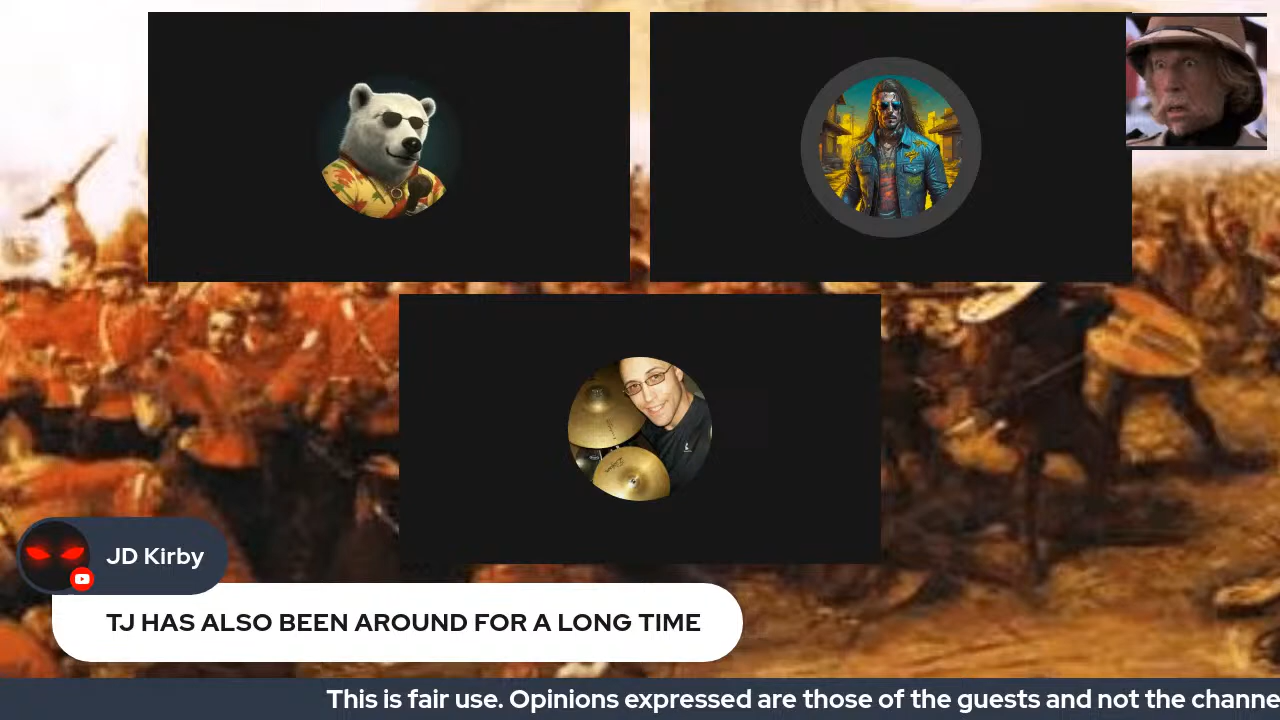 JD Kirby
TJ HAS ALSO BEEN AROUND FOR A LONG TIME
This is fair use. Opinions expressed are those of the guests and not the channe